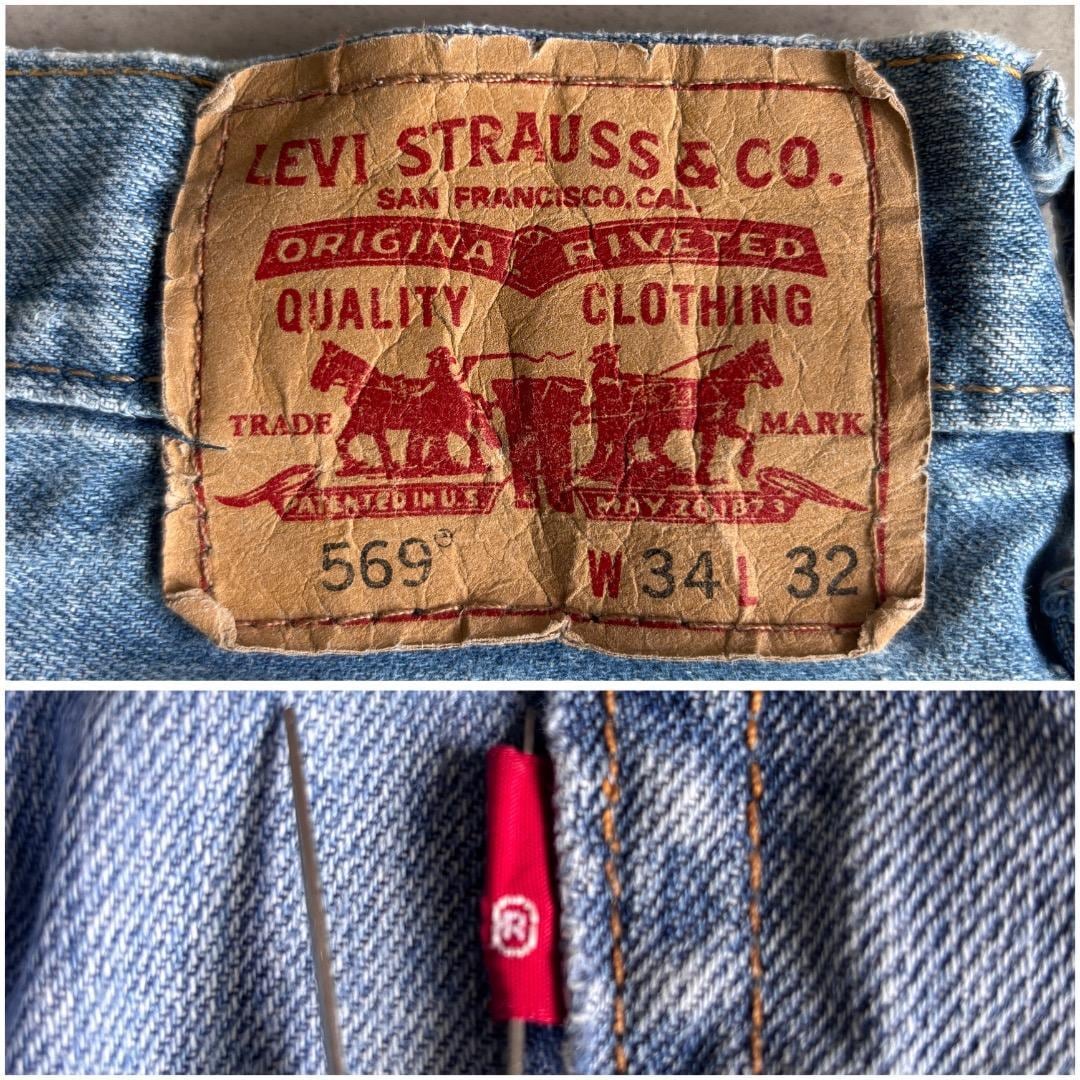 LEVI STRAUSS & CO.
SAN FRANCISCO, CAL.
ORIGINAL RIVETED
QUALITY CLOTHING
TRADE MARK
PATENTED IN U.S. MAY 20 1873
569® W 34 L 32
®